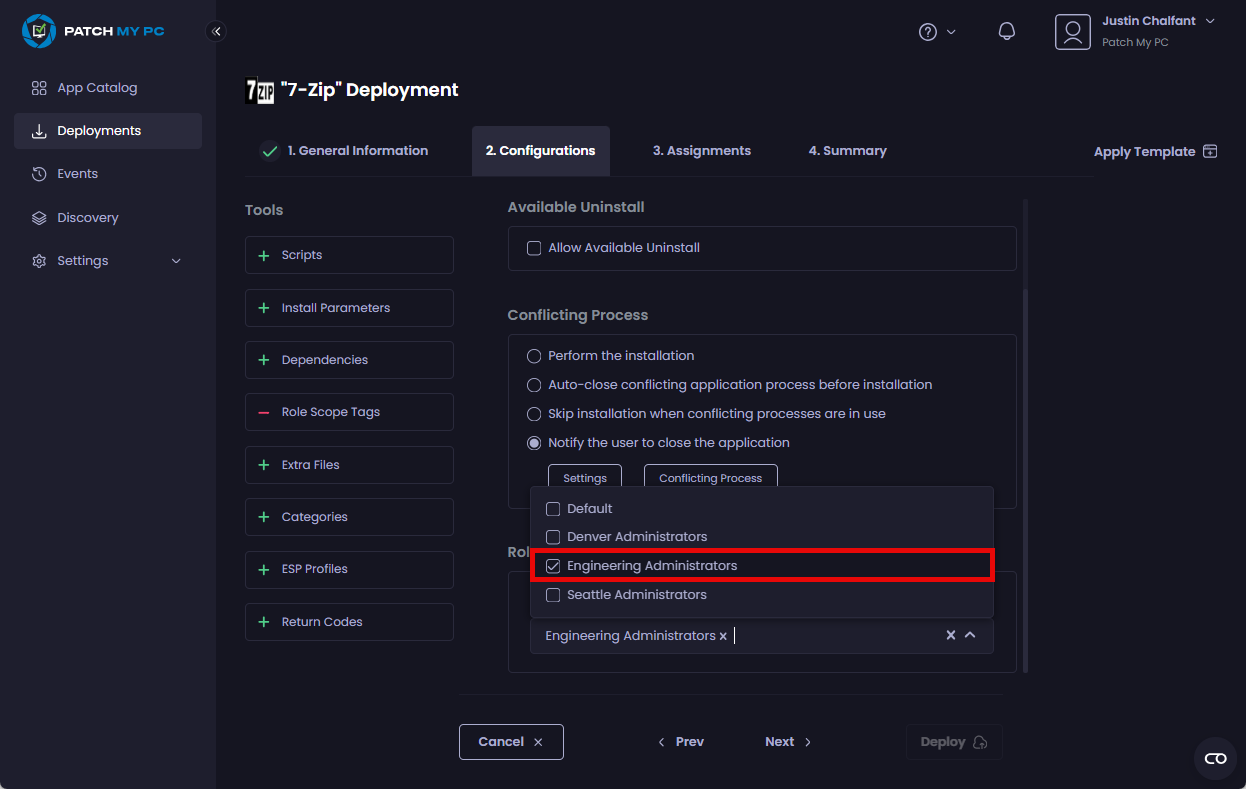 PATCH MY PC
Justin Chalfant
Patch My PC
App Catalog
Deployments
Events
Discovery
Settings
7ZIP "7-Zip" Deployment
1. General Information
2. Configurations
3. Assignments
4. Summary
Apply Template
Tools
Scripts
Install Parameters
Dependencies
Role Scope Tags
Extra Files
Categories
ESP Profiles
Return Codes
Available Uninstall
Allow Available Uninstall
Conflicting Process
Perform the installation
Auto-close conflicting application process before installation
Skip installation when conflicting processes are in use
Notify the user to close the application
Settings
Conflicting Process
Default
Denver Administrators
Rol
Engineering Administrators
Seattle Administrators
Engineering Administrators x
Cancel
Prev
Next
Deploy